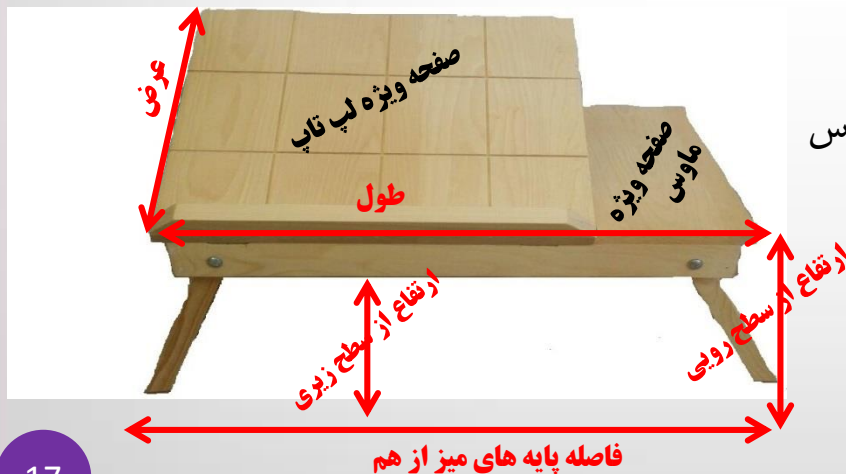 عرض
صفحه ویژه لپ تاپ
صفحه ویژه
ماوس
طول
ارتفاع از سطح زیری
ارتفاع از سطح رویی
فاصله پایه های میز از هم